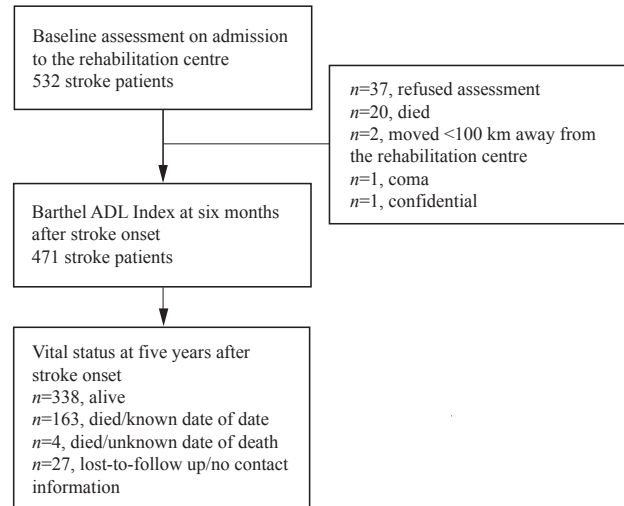 Baseline assessment on admission
to the rehabilitation centre
532 stroke patients
n=37, refused assessment
n=20, died
n=2, moved <100 km away from
the rehabilitation centre
n=1, coma
n=1, confidential
Barthel ADL Index at six months
after stroke onset
471 stroke patients
Vital status at five years after
stroke onset
n=338, alive
n=163, died/known date of date
n=4, died/unknown date of death
n=27, lost-to-follow up/no contact
information